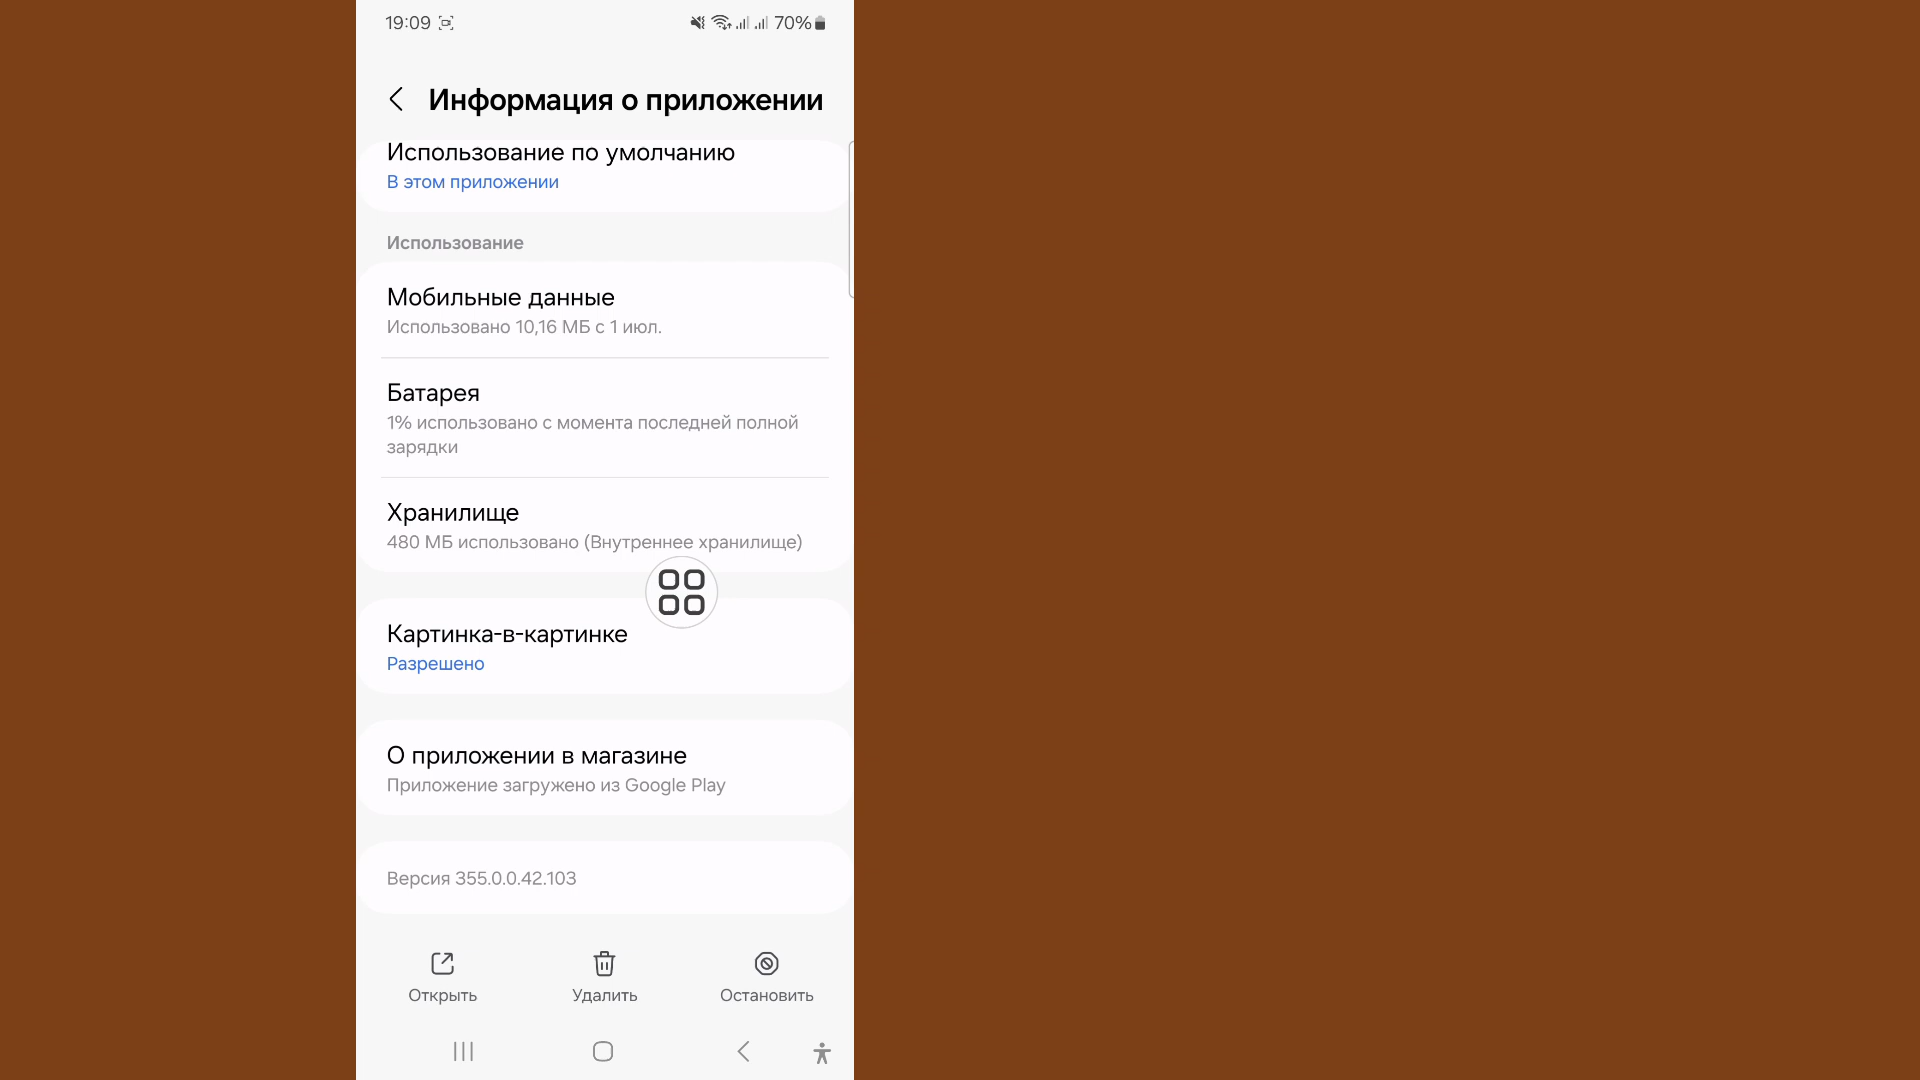 19:09
70%
Информация о приложении
Использование по умолчанию
В этом приложении
Использование
Мобильные данные
Использовано 10,16 МБ с 1 июл.
Батарея
1% использовано с момента последней полной
зарядки
Хранилище
480 МБ использовано (Внутреннее хранилище)
Картинка-в-картинке
Разрешено
О приложении в магазине
Приложение загружено из Google Play
Версия 355.0.0.42.103
Открыть
Удалить
Остановить